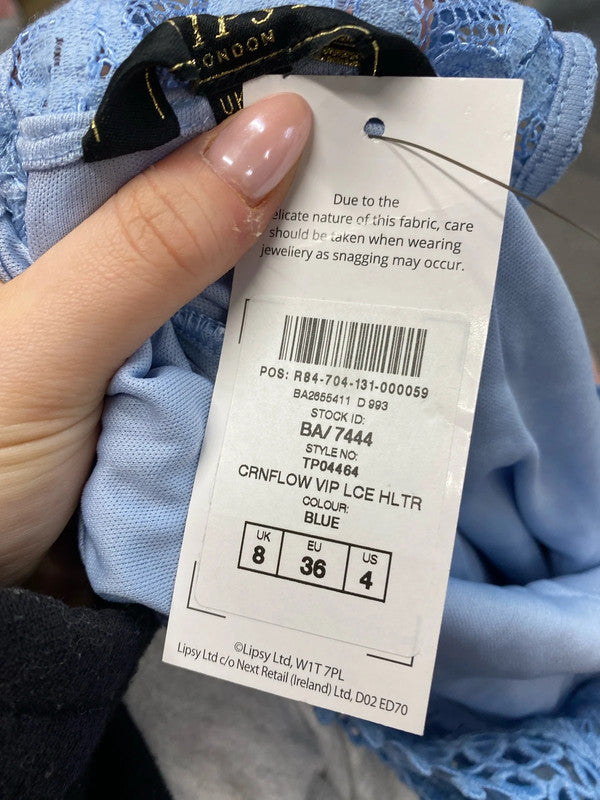 LONDON
UK
Due to the
elicate nature of this fabric, care
should be taken when wearing
jewellery as snagging may occur.
POS: R84-704-131-000059
BA2655411 D 993
STOCK ID:
BA/7444
STYLE NO:
TP04464
CRNFLOW VIP LCE HLTR
COLOUR:
BLUE
UK EU US
8 36 4
©Lipsy Ltd, W1T 7PL
Lipsy Ltd c/o Next Retail (Ireland) Ltd, D02 ED70